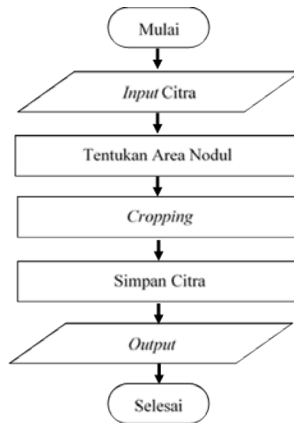 Mulai
Input Citra
Tentukan Area Nodul
Cropping
Simpan Citra
Output
Selesai